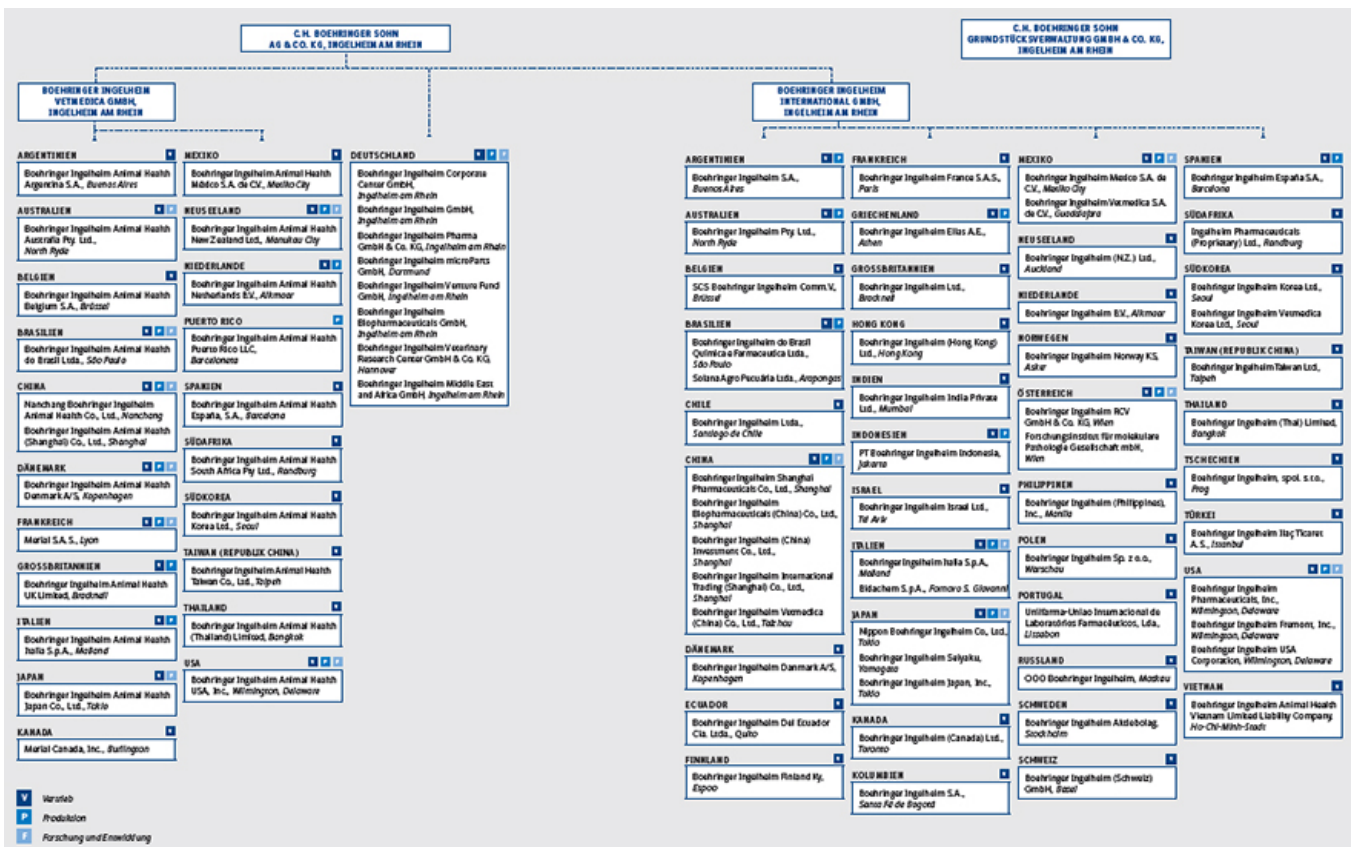 C.H. BOEHRINGER SOHN
AG & CO. KG, INGELHEIM AM RHEIN
C.H. BOEHRINGER SOHN
GRUNDSTÜCKSVERWALTUNG GMBH & CO. KG,
INGELHEIM AM RHEIN
BOEHRINGER INGELHEIM
VETMEDICA GMBH,
INGELHEIM AM RHEIN
BOEHRINGER INGELHEIM
INTERNATIONAL GMBH,
INGELHEIM AM RHEIN
ARGENTINIEN V
Boehringer Ingelheim Animal Health
Argentina S.A., Buenos Aires
AUSTRALIEN V F
Boehringer Ingelheim Animal Health
Australia Pty. Ltd.,
North Ryde
BELGIEN V
Boehringer Ingelheim Animal Health
Belgium S.A., Brüssel
BRASILIEN V P F
Boehringer Ingelheim Animal Health
do Brasil Ltda., São Paulo
CHINA V P F
Nanchang Boehringer Ingelheim
Animal Health Co., Ltd., Nanchang
Boehringer Ingelheim Animal Health
(Shanghai) Co., Ltd., Shanghai
DÄNEMARK V P F
Boehringer Ingelheim Animal Health
Denmark A/S, Kopenhagen
FRANKREICH V P F
Merial S.A.S., Lyon
GROSSBRITANNIEN V P F
Boehringer Ingelheim Animal Health
UK Limited, Bracknell
ITALIEN V P
Boehringer Ingelheim Animal Health
Italia S.p.A., Mailand
JAPAN V F
Boehringer Ingelheim Animal Health
Japan Co., Ltd., Tokio
KANADA V
Merial Canada, Inc., Burlington
MEXIKO V
Boehringer Ingelheim Animal Health
México S.A. de C.V., Mexiko City
NEUSEELAND V P F
Boehringer Ingelheim Animal Health
New Zealand Ltd., Manukau City
NIEDERLANDE V P
Boehringer Ingelheim Animal Health
Netherlands B.V., Alkmaar
PUERTO RICO P
Boehringer Ingelheim Animal Health
Puerto Rico LLC,
Barceloneta
SPANIEN V
Boehringer Ingelheim Animal Health
España, S.A., Barcelona
SÜDAFRIKA V
Boehringer Ingelheim Animal Health
South Africa Pty Ltd., Randburg
SÜDKOREA V
Boehringer Ingelheim Animal Health
Korea Ltd., Seoul
TAIWAN (REPUBLIK CHINA) V
Boehringer Ingelheim Animal Health
Taiwan Co., Ltd., Taipeh
THAILAND V
Boehringer Ingelheim Animal Health
(Thailand) Limited, Bangkok
USA V P F
Boehringer Ingelheim Animal Health
USA, Inc., Wilmington, Delaware
DEUTSCHLAND V P F
Boehringer Ingelheim Corporate
Center GmbH,
Ingelheim am Rhein
Boehringer Ingelheim GmbH,
Ingelheim am Rhein
Boehringer Ingelheim Pharma
GmbH & Co. KG, Ingelheim am Rhein
Boehringer Ingelheim microParts
GmbH, Dortmund
Boehringer Ingelheim Venture Fund
GmbH, Ingelheim am Rhein
Boehringer Ingelheim
Biopharmaceuticals GmbH,
Ingelheim am Rhein
Boehringer Ingelheim Veterinary
Research Center GmbH & Co. KG,
Hannover
Boehringer Ingelheim Middle East
and Africa GmbH, Ingelheim am Rhein
ARGENTINIEN V P
Boehringer Ingelheim S.A.,
Buenos Aires
AUSTRALIEN V P
Boehringer Ingelheim Pty. Ltd.,
North Ryde
BELGIEN V
SCS Boehringer Ingelheim Comm.V,
Brüssel
BRASILIEN V P
Boehringer Ingelheim do Brasil
Química e Farmacêutica Ltda.,
São Paulo
Solana Agro Pecuária Ltda., Arapongas
CHILE V
Boehringer Ingelheim Ltda.,
Santiago de Chile
CHINA V P F
Boehringer Ingelheim Shanghai
Pharmaceuticals Co., Ltd., Shanghai
Boehringer Ingelheim
Biopharmaceuticals (China) Co., Ltd.,
Shanghai
Boehringer Ingelheim (China)
Investment Co., Ltd.,
Shanghai
Boehringer Ingelheim International
Trading (Shanghai) Co., Ltd.,
Shanghai
Boehringer Ingelheim Vetmedica
(China) Co., Ltd., Taizhou
DÄNEMARK V
Boehringer Ingelheim Danmark A/S,
Kopenhagen
ECUADOR V
Boehringer Ingelheim Del Ecuador
Cia. Ltda., Quito
FINNLAND V
Boehringer Ingelheim Finland Ky,
Espoo
FRANKREICH V
Boehringer Ingelheim France S.A.S.,
Paris
GRIECHENLAND V P
Boehringer Ingelheim Ellas A.E.,
Athen
GROSSBRITANNIEN V
Boehringer Ingelheim Ltd.,
Bracknell
HONG KONG V
Boehringer Ingelheim (Hong Kong)
Ltd., Hong Kong
INDIEN V
Boehringer Ingelheim India Private
Ltd., Mumbai
INDONESIEN V P
PT Boehringer Ingelheim Indonesia,
Jakarta
ISRAEL V
Boehringer Ingelheim Israel Ltd.,
Tel Aviv
ITALIEN V P F
Boehringer Ingelheim Italia S.p.A,
Mailand
Bidachem S.p.A., Fornovo S. Giovanni
JAPAN V P F
Nippon Boehringer Ingelheim Co., Ltd.,
Tokio
Boehringer Ingelheim Seiyaku,
Yamagata
Boehringer Ingelheim Japan, Inc.,
Tokio
KANADA V
Boehringer Ingelheim (Canada) Ltd.,
Toronto
KOLUMBIEN V
Boehringer Ingelheim S.A.,
Santa Fé de Bogotá
MEXIKO V P F
Boehringer Ingelheim Mexico S.A. de
C.V., Mexiko City
Boehringer Ingelheim Vetmedica S.A.
de C.V., Guadalajara
NEUSEELAND V
Boehringer Ingelheim (N.Z.) Ltd.,
Auckland
NIEDERLANDE V
Boehringer Ingelheim B.V., Alkmaar
NORWEGEN V
Boehringer Ingelheim Norway KS,
Asker
ÖSTERREICH V P F
Boehringer Ingelheim RCV
GmbH & Co. KG, Wien
Forschungsinstitut für molekulare
Pathologie Gesellschaft mbH,
Wien
PHILIPPINEN V
Boehringer Ingelheim (Philippines),
Inc., Manila
POLEN V
Boehringer Ingelheim Sp. z o.o.,
Warschau
PORTUGAL V
Unilfarma-Uniao Internacional de
Laboratórios Farmacêuticos, Lda.,
Lissabon
RUSSLAND V
OOO Boehringer Ingelheim, Moskau
SCHWEDEN V
Boehringer Ingelheim Aktiebolag,
Stockholm
SCHWEIZ V
Boehringer Ingelheim (Schweiz)
GmbH, Basel
SPANIEN V P
Boehringer Ingelheim España S.A.,
Barcelona
SÜDAFRIKA V
Ingelheim Pharmaceuticals
(Proprietary) Ltd., Randburg
SÜDKOREA V
Boehringer Ingelheim Korea Ltd.,
Seoul
Boehringer Ingelheim Vetmedica
Korea Ltd., Seoul
TAIWAN (REPUBLIK CHINA) V
Boehringer Ingelheim Taiwan Ltd.,
Taipeh
THAILAND V
Boehringer Ingelheim (Thai) Limited,
Bangkok
TSCHECHIEN V
Boehringer Ingelheim, spol. s.r.o.,
Prag
TÜRKEI V
Boehringer Ingelheim Ilaç Ticaret
A.S., Istanbul
USA V P F
Boehringer Ingelheim
Pharmaceuticals, Inc.,
Wilmington, Delaware
Boehringer Ingelheim Fremont, Inc.,
Wilmington, Delaware
Boehringer Ingelheim USA
Corporation, Wilmington, Delaware
VIETNAM V
Boehringer Ingelheim Animal Health
Vietnam Limited Liability Company,
Ho-Chi-Minh-Stadt
V Vertrieb
P Produktion
F Forschung und Entwicklung